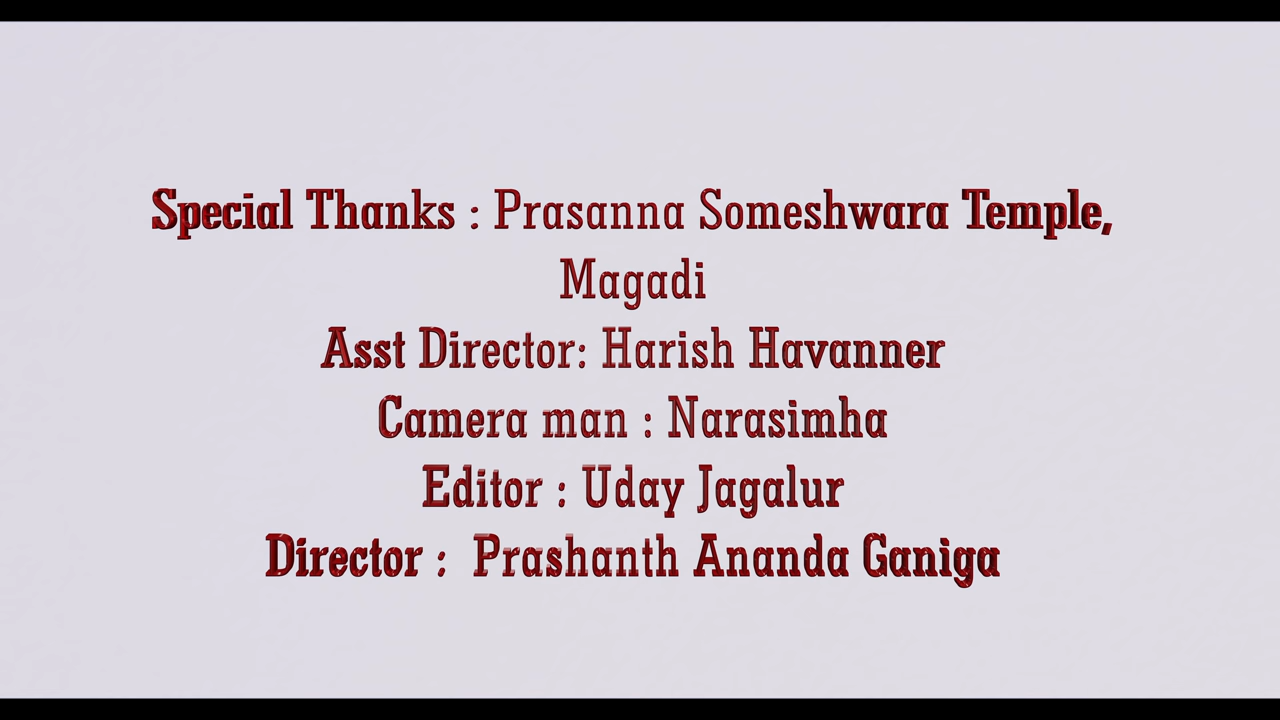 Special Thanks : Prasanna Someshwara Temple,
Magadi
Asst Director: Harish Havanner
Camera man : Narasimha
Editor : Uday Jagalur
Director :  Prashanth Ananda Ganiga